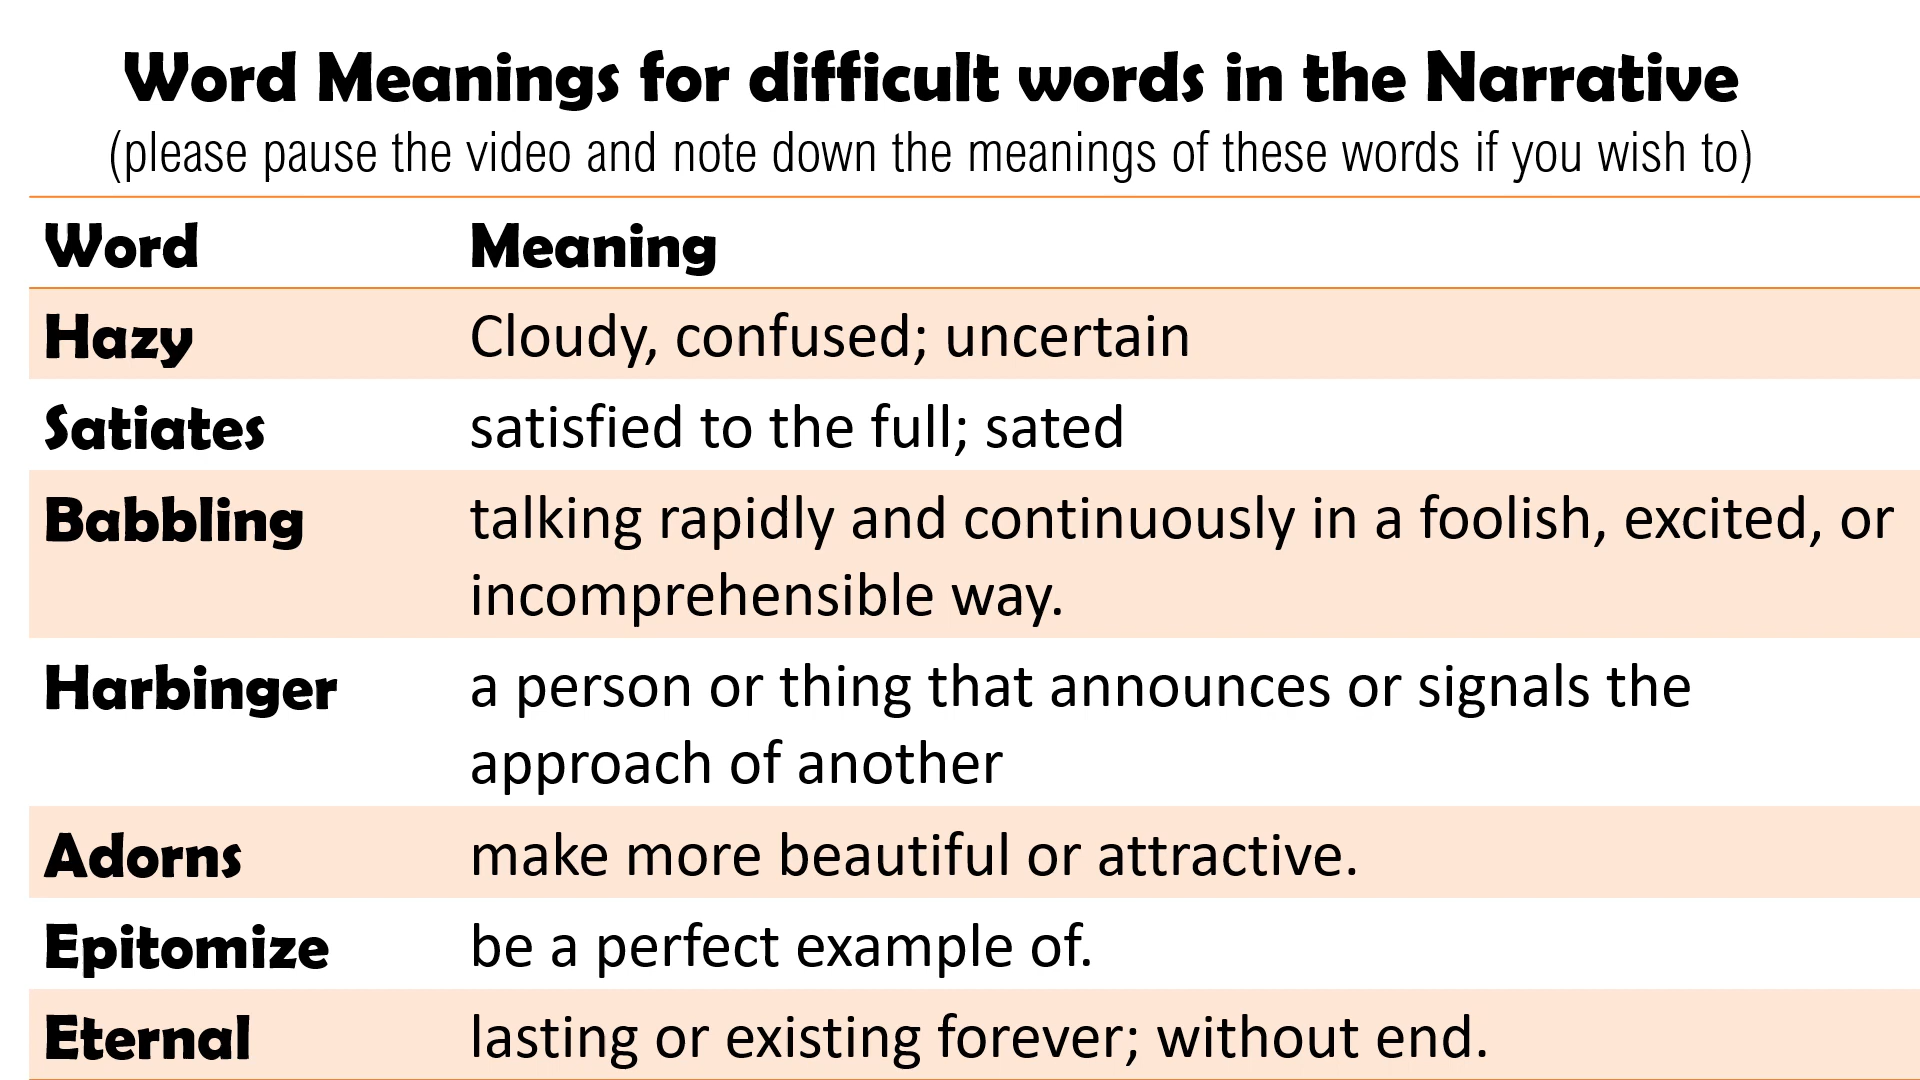 Word Meanings for difficult words in the Narrative
(please pause the video and note down the meanings of these words if you wish to)
Word Meaning
Hazy Cloudy, confused; uncertain
Satiates satisfied to the full; sated
Babbling talking rapidly and continuously in a foolish, excited, or
incomprehensible way.
Harbinger a person or thing that announces or signals the
approach of another
Adorns make more beautiful or attractive.
Epitomize be a perfect example of.
Eternal lasting or existing forever; without end.